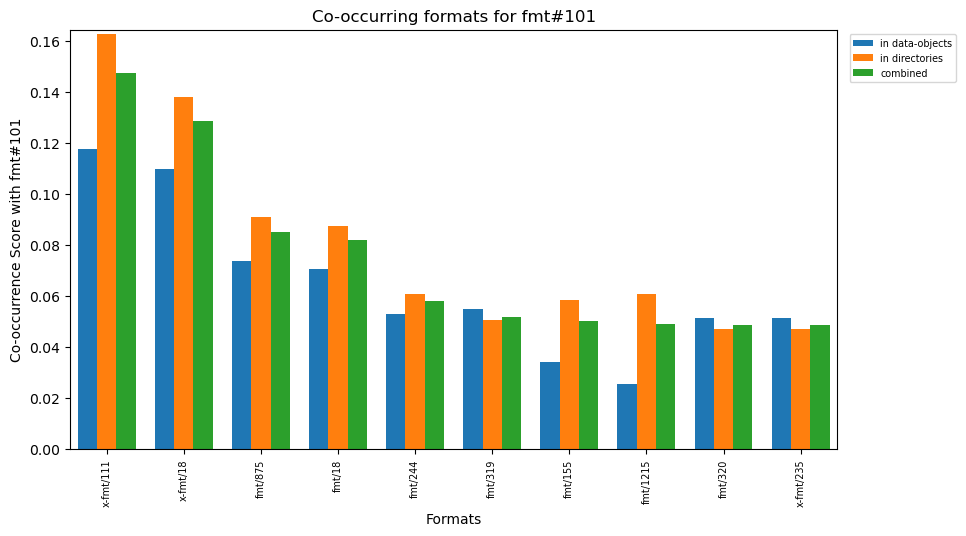 Co-occurring formats for fmt#101
in data-objects
in directories
combined
Co-occurrence Score with fmt#101
0.16
0.14
0.12
0.10
0.08
0.06
0.04
0.02
0.00
x-fmt/111
x-fmt/18
fmt/875
fmt/18
fmt/244
fmt/319
fmt/155
fmt/1215
fmt/320
x-fmt/235
Formats